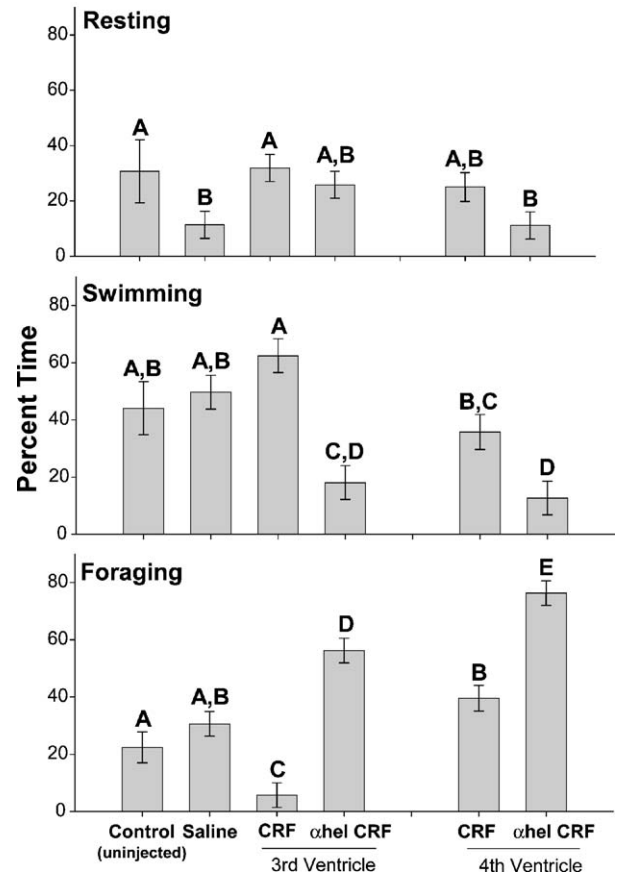 Resting
80
60
40
20
0
A
B
A
A,B
A,B
B
Swimming
Percent Time
80
60
40
20
0
A,B
A,B
A
C,D
B,C
D
Foraging
80
60
40
20
0
A
A,B
C
D
B
E
Control Saline CRF αhel CRF CRF αhel CRF
(uninjected)
3rd Ventricle 4th Ventricle